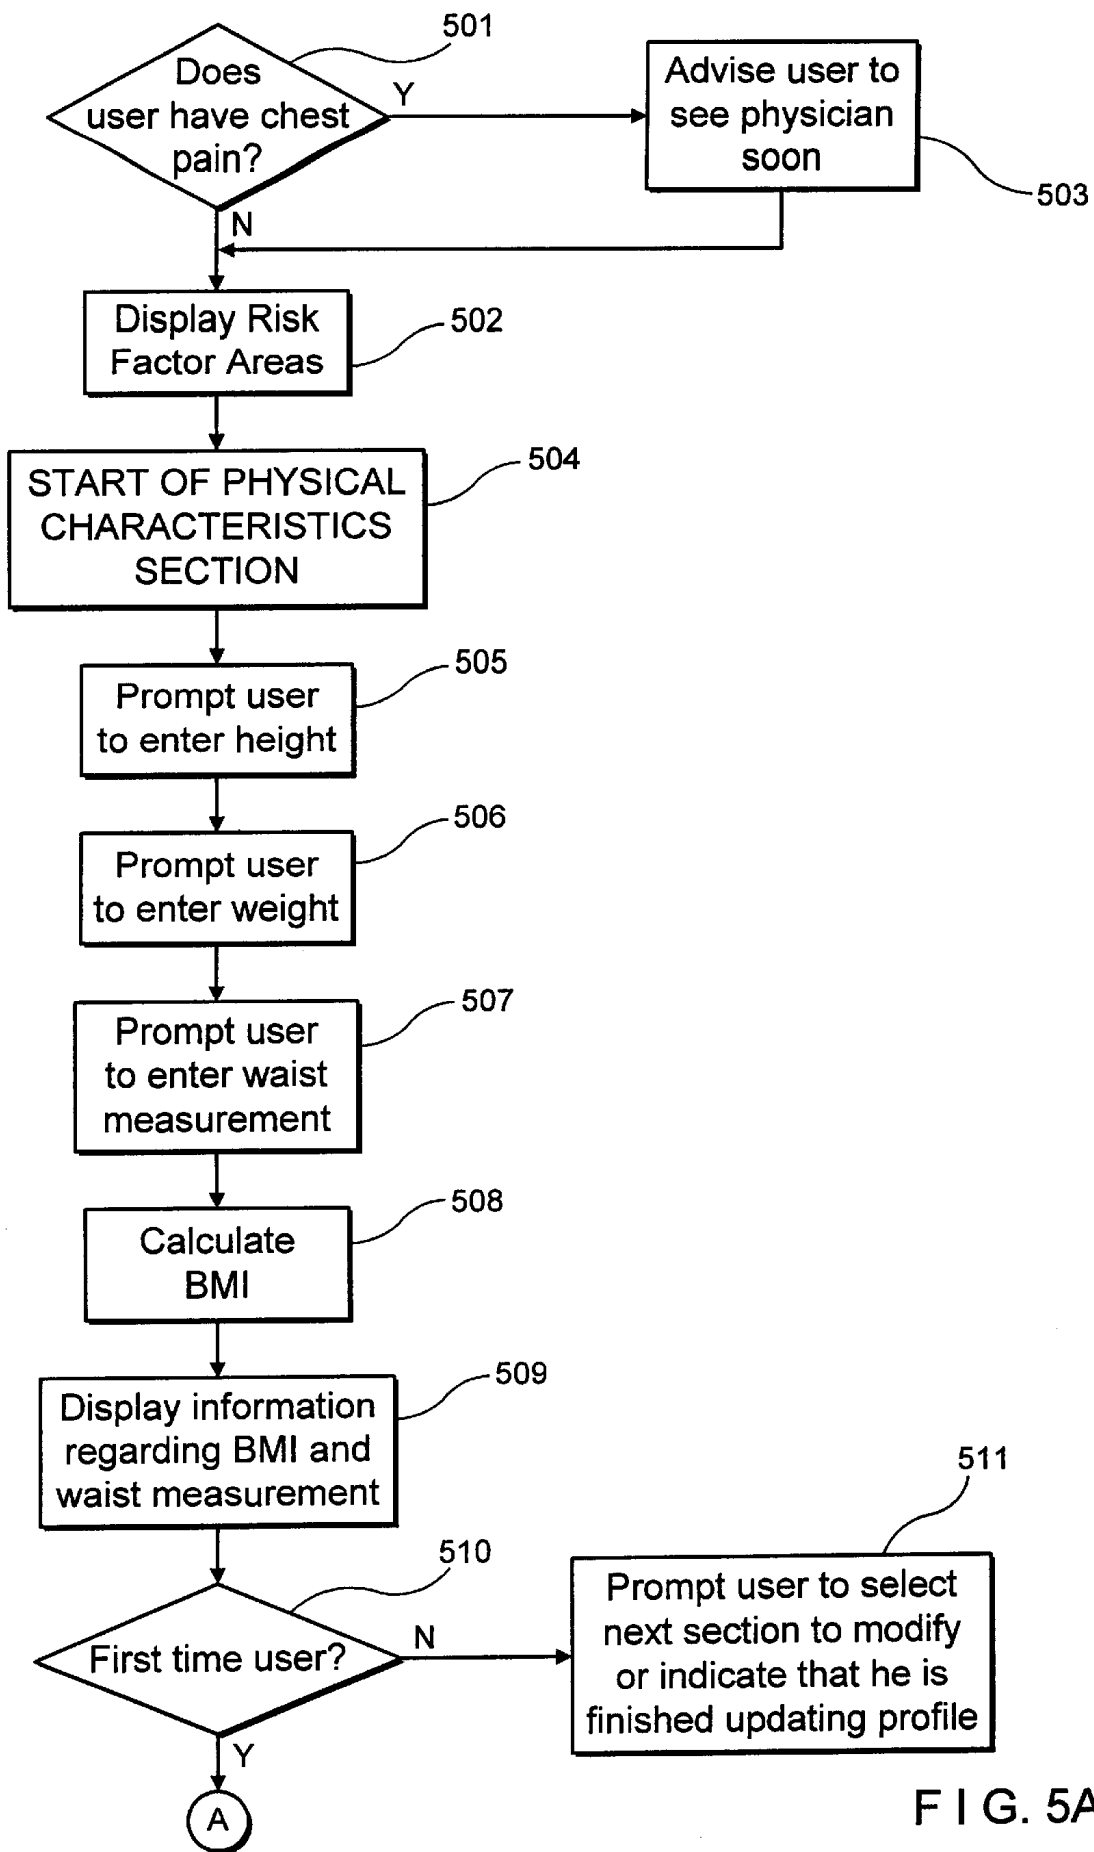 501
Does
user have chest
pain?
Y
Advise user to
see physician
soon
503
N
Display Risk
Factor Areas
502
START OF PHYSICAL
CHARACTERISTICS
SECTION
504
Prompt user
to enter height
505
Prompt user
to enter weight
506
Prompt user
to enter waist
measurement
507
Calculate
BMI
508
Display information
regarding BMI and
waist measurement
509
First time user?
510
N
Prompt user to select
next section to modify
or indicate that he is
finished updating profile
511
Y
A
F I G. 5A